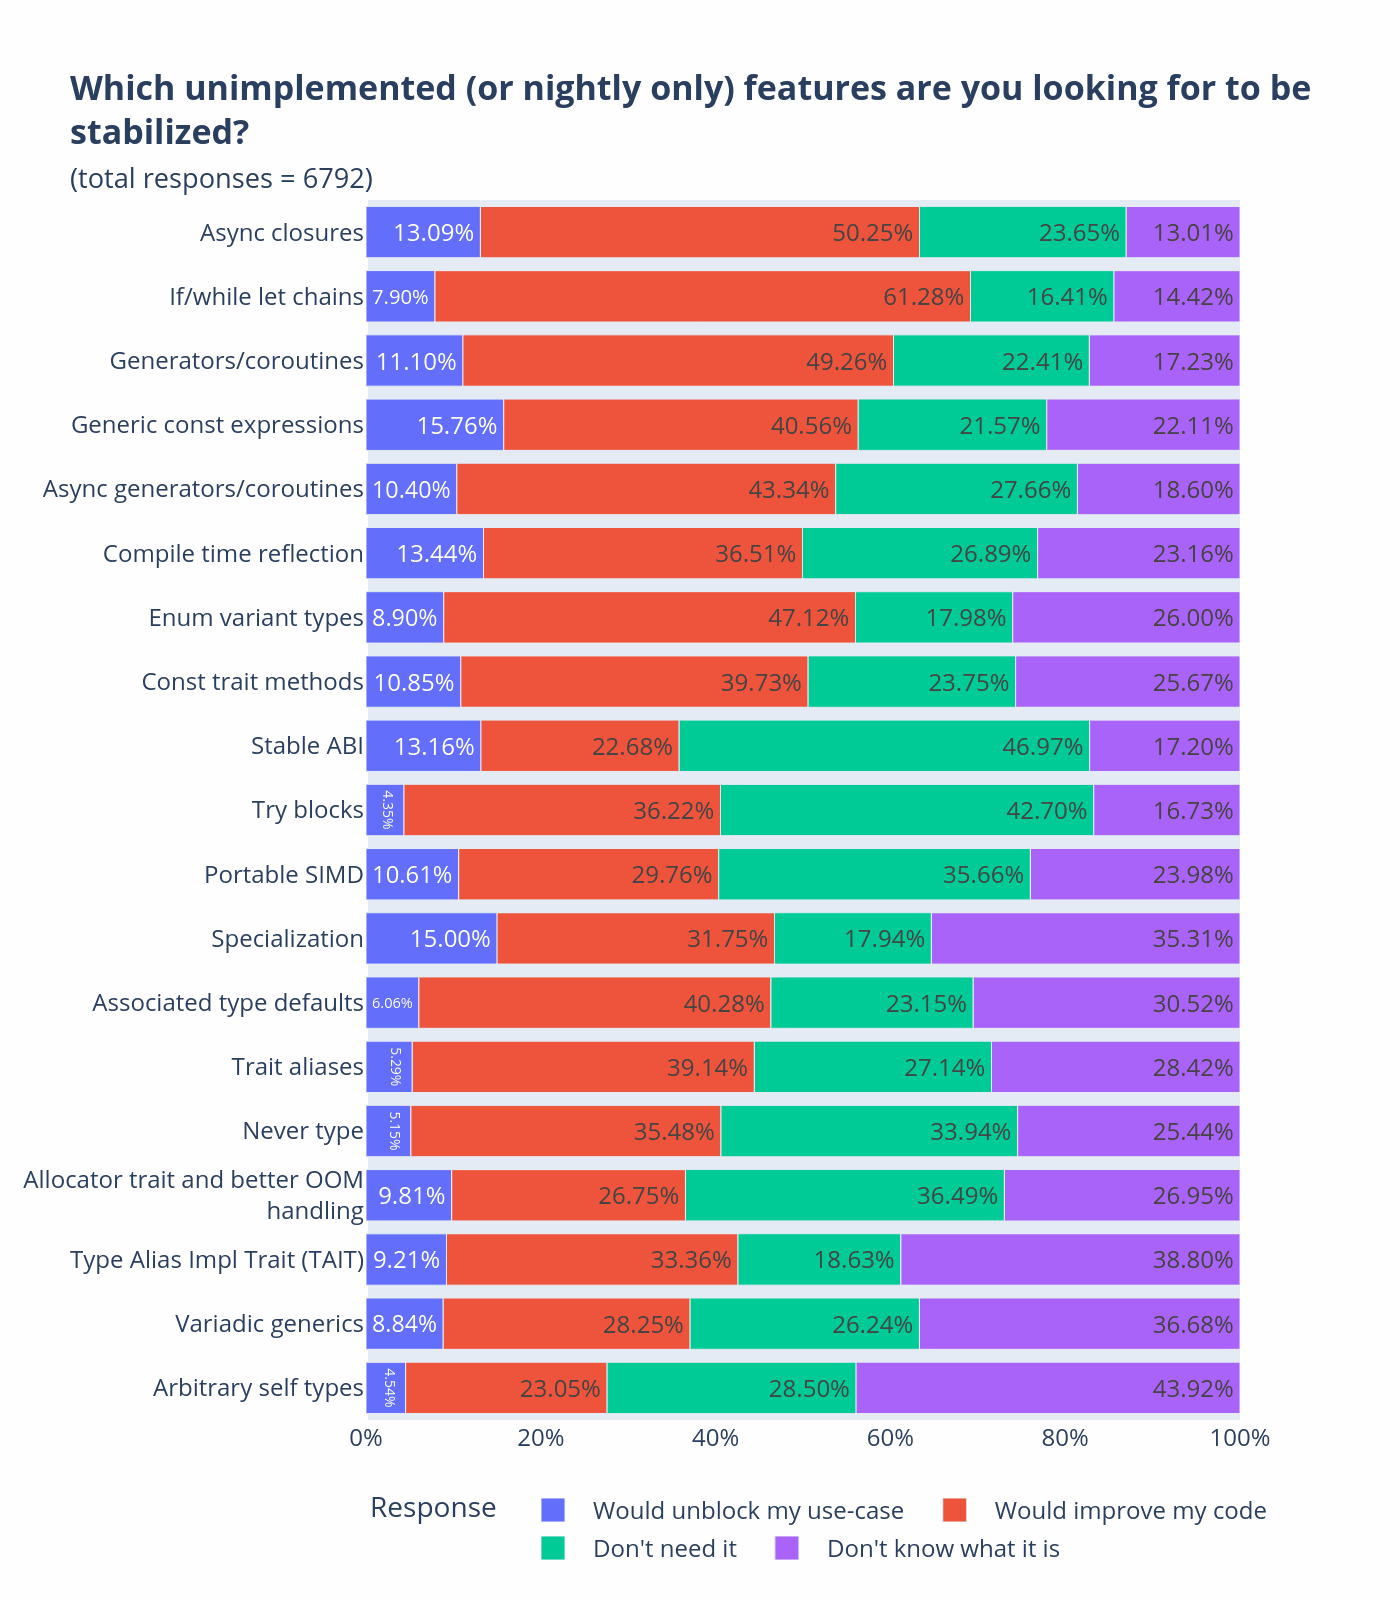 Which unimplemented (or nightly only) features are you looking for to be
stabilized?
(total responses = 6792)
Async closures 13.09% 50.25% 23.65% 13.01%
If/while let chains 7.90% 61.28% 16.41% 14.42%
Generators/coroutines 11.10% 49.26% 22.41% 17.23%
Generic const expressions 15.76% 40.56% 21.57% 22.11%
Async generators/coroutines 10.40% 43.34% 27.66% 18.60%
Compile time reflection 13.44% 36.51% 26.89% 23.16%
Enum variant types 8.90% 47.12% 17.98% 26.00%
Const trait methods 10.85% 39.73% 23.75% 25.67%
Stable ABI 13.16% 22.68% 46.97% 17.20%
Try blocks 4.35% 36.22% 42.70% 16.73%
Portable SIMD 10.61% 29.76% 35.66% 23.98%
Specialization 15.00% 31.75% 17.94% 35.31%
Associated type defaults 6.06% 40.28% 23.15% 30.52%
Trait aliases 5.29% 39.14% 27.14% 28.42%
Never type 5.15% 35.48% 33.94% 25.44%
Allocator trait and better OOM
handling 9.81% 26.75% 36.49% 26.95%
Type Alias Impl Trait (TAIT) 9.21% 33.36% 18.63% 38.80%
Variadic generics 8.84% 28.25% 26.24% 36.68%
Arbitrary self types 4.54% 23.05% 28.50% 43.92%
0% 20% 40% 60% 80% 100%
Response Would unblock my use-case Would improve my code
Don't need it Don't know what it is